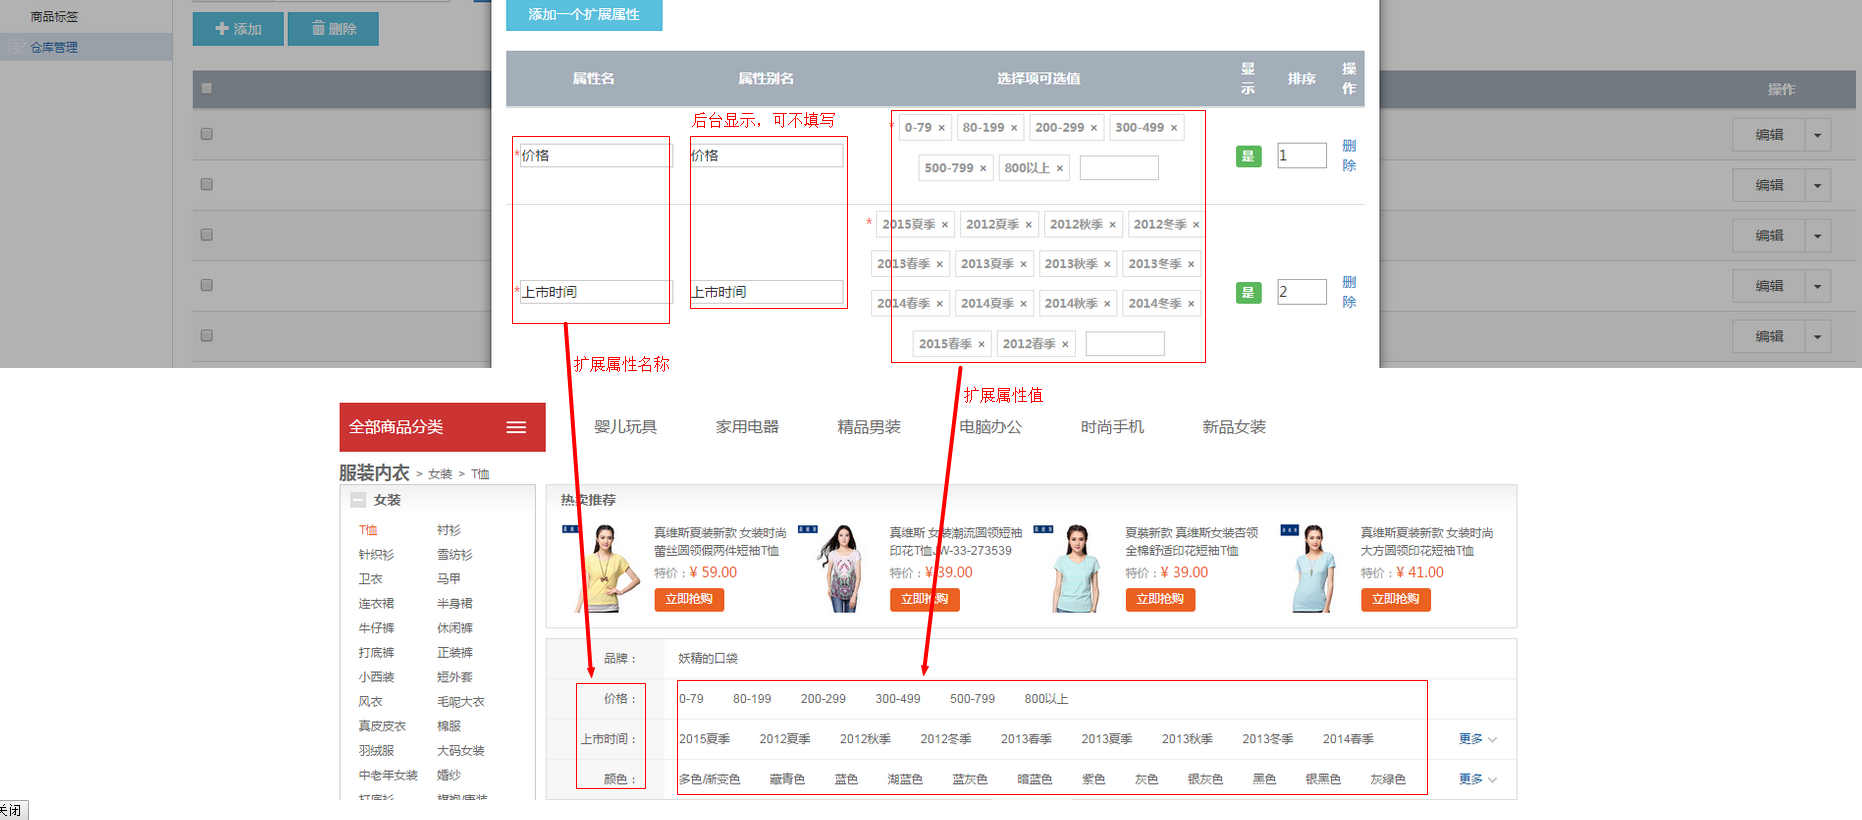 商品标签
仓库管理
添加
删除
添加一个扩展属性
属性名
属性别名
选择项可选值
显示
排序
操作
操作
后台显示，可不填写
*价格
价格
* 0-79 × 80-199 × 200-299 × 300-499 ×
500-799 × 800以上 ×
是
1
删除
*上市时间
上市时间
* 2015夏季 × 2012夏季 × 2012秋季 × 2012冬季 ×
2013春季 × 2013夏季 × 2013秋季 × 2013冬季 ×
2014春季 × 2014夏季 × 2014秋季 × 2014冬季 ×
2015春季 × 2012春季 ×
是
2
删除
编辑
编辑
编辑
编辑
编辑
扩展属性名称
扩展属性值
全部商品分类
婴儿玩具
家用电器
精品男装
电脑办公
时尚手机
新品女装
服装内衣 > 女装 > T恤
女装
T恤 衬衫
针织衫 雪纺衫
卫衣 马甲
连衣裙 半身裙
牛仔裤 休闲裤
打底裤 正装裤
小西装 短外套
风衣 毛呢大衣
真皮皮衣 棉服
羽绒服 大码女装
中老年女装 婚纱
打底衫 旗袍/唐装
热卖推荐
真维斯夏装新款 女装时尚
蕾丝圆领假两件短袖T恤
特价：¥ 59.00
立即抢购
真维斯 女装潮流圆领短袖
印花T恤JW-33-273539
特价：¥ 39.00
立即抢购
夏装新款 真维斯女装杏领
全棉舒适印花短袖T恤
特价：¥ 39.00
立即抢购
真维斯夏装新款 女装时尚
大方圆领印花短袖T恤
特价：¥ 41.00
立即抢购
品牌： 妖精的口袋
价格： 0-79 80-199 200-299 300-499 500-799 800以上
上市时间： 2015夏季 2012夏季 2012秋季 2012冬季 2013春季 2013夏季 2013秋季 2013冬季 2014春季 更多
颜色： 多色/渐变色 藏青色 蓝色 湖蓝色 蓝灰色 暗蓝色 紫色 灰色 银灰色 黑色 银黑色 灰绿色 更多
关闭